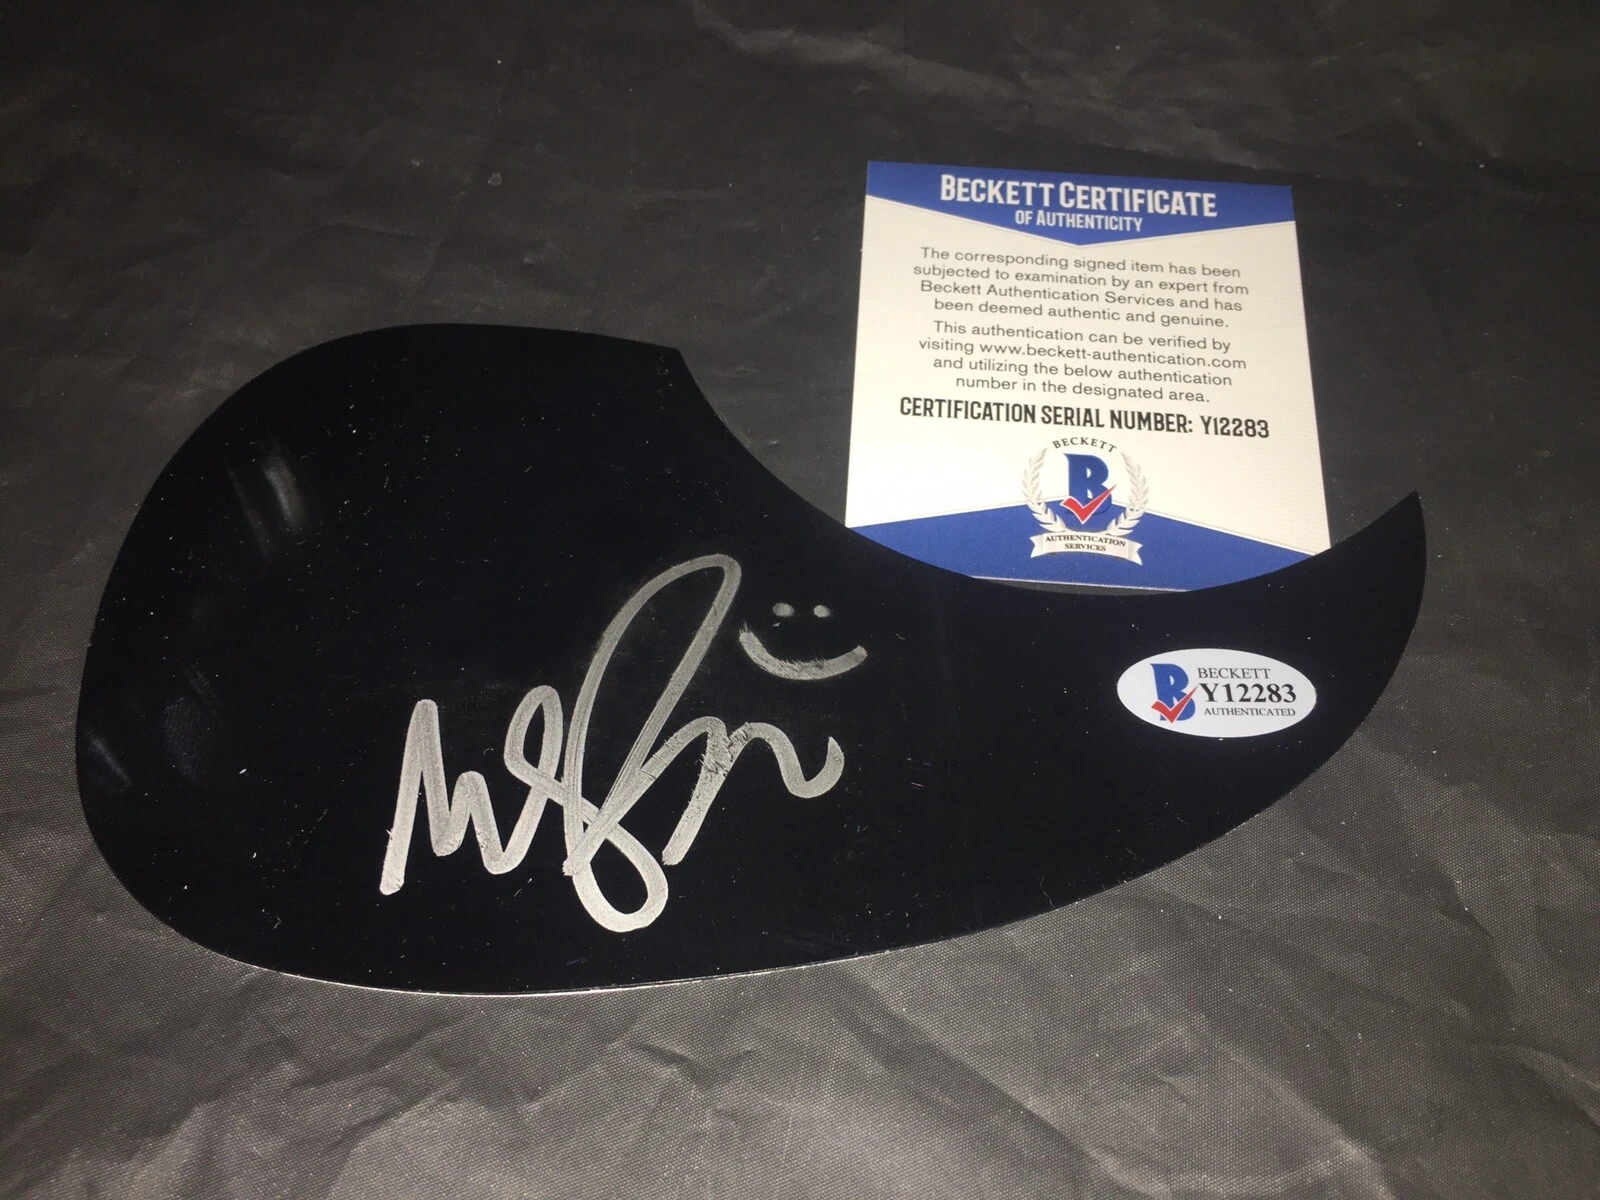 BECKETT CERTIFICATE
OF AUTHENTICITY
The corresponding signed item has been
subjected to examination by an expert from
Beckett Authentication Services and has
been deemed authentic and genuine.
This authentication can be verified by
visiting www.beckett-authentication.com
and utilizing the below authentication
number in the designated area.
CERTIFICATION SERIAL NUMBER: Y12283
BECKETT
B
AUTHENTICATION
SERVICES
B
BECKETT
Y12283
AUTHENTICATED